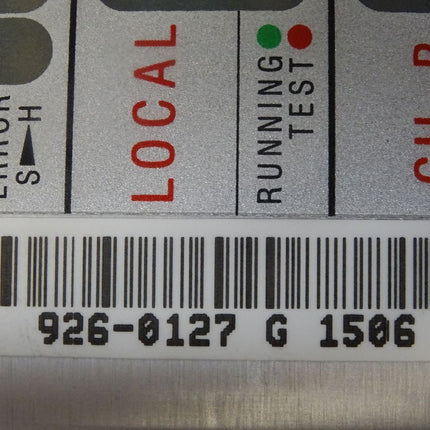 ERROR
S H
LOCAL
RUNNING
TEST
926-0127 G 1506